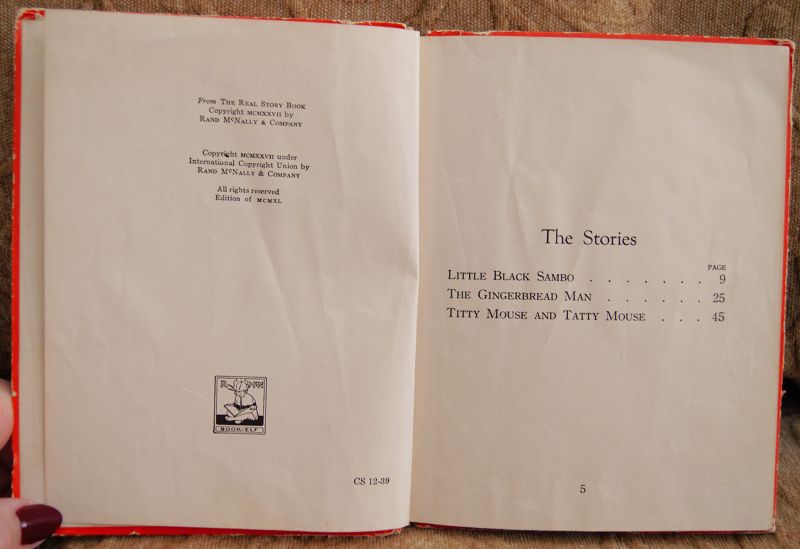 From THE REAL STORY BOOK
Copyright MCMXXVII by
RAND MCNALLY & COMPANY
Copyright MCMXXVII under
International Copyright Union by
RAND MCNALLY & COMPANY
All rights reserved
Edition of MCMXL
R M·N
BOOK-ELF
CS 12-39
The Stories
PAGE
LITTLE BLACK SAMBO . . . . . . . 9
THE GINGERBREAD MAN . . . . . . 25
TITTY MOUSE AND TATTY MOUSE . . . 45
5